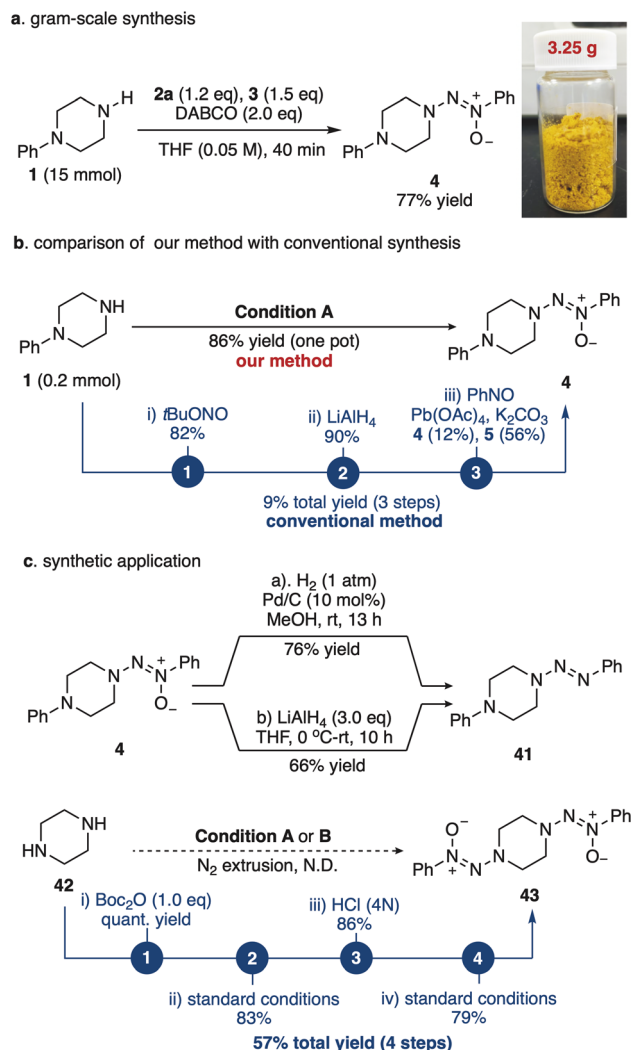 a. gram-scale synthesis
3.25 g
2a (1.2 eq), 3 (1.5 eq)
DABCO (2.0 eq)
THF (0.05 M), 40 min
N
H
N
Ph
1 (15 mmol)
N
N
N
+
Ph
O–
N
Ph
4
77% yield
b. comparison of our method with conventional synthesis
Condition A
86% yield (one pot)
our method
NH
N
Ph
1 (0.2 mmol)
N
N
N
+
Ph
O–
N
Ph
4
i) tBuONO
82%
ii) LiAlH4
90%
iii) PhNO
Pb(OAc)4, K2CO3
4 (12%), 5 (56%)
1
2
3
9% total yield (3 steps)
conventional method
c. synthetic application
a). H2 (1 atm)
Pd/C (10 mol%)
MeOH, rt, 13 h
76% yield
N
N
N
+
Ph
O–
N
Ph
4
b) LiAlH4 (3.0 eq)
THF, 0 ºC-rt, 10 h
66% yield
N
N
N
Ph
N
Ph
41
NH
HN
42
Condition A or B
N2 extrusion, N.D.
O–
Ph
N
+
N
N
N
N
N
+
Ph
O–
43
i) Boc2O (1.0 eq)
quant. yield
iii) HCl (4N)
86%
1
2
3
4
ii) standard conditions
83%
iv) standard conditions
79%
57% total yield (4 steps)